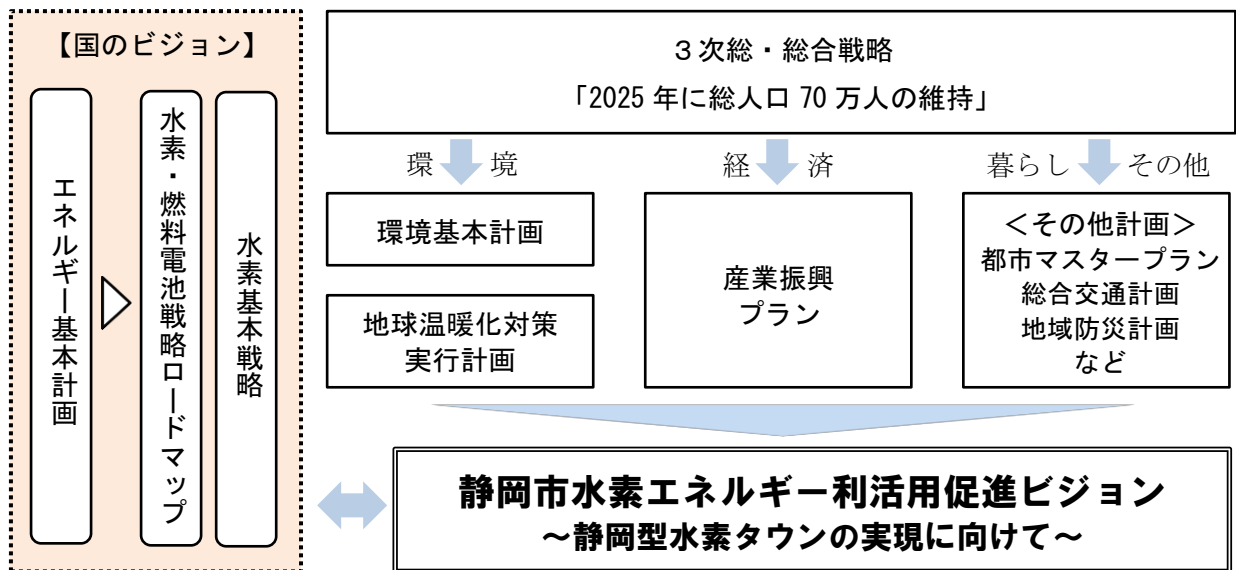 【国のビジョン】
エネルギー基本計画
水素・燃料電池戦略ロードマップ
水素基本戦略
3次総・総合戦略
「2025年に総人口70万人の維持」
環境
経済
暮らし その他
環境基本計画
地球温暖化対策
実行計画
産業振興
プラン
<その他計画>
都市マスタープラン
総合交通計画
地域防災計画
など
静岡市水素エネルギー利活用促進ビジョン
～静岡型水素タウンの実現に向けて～